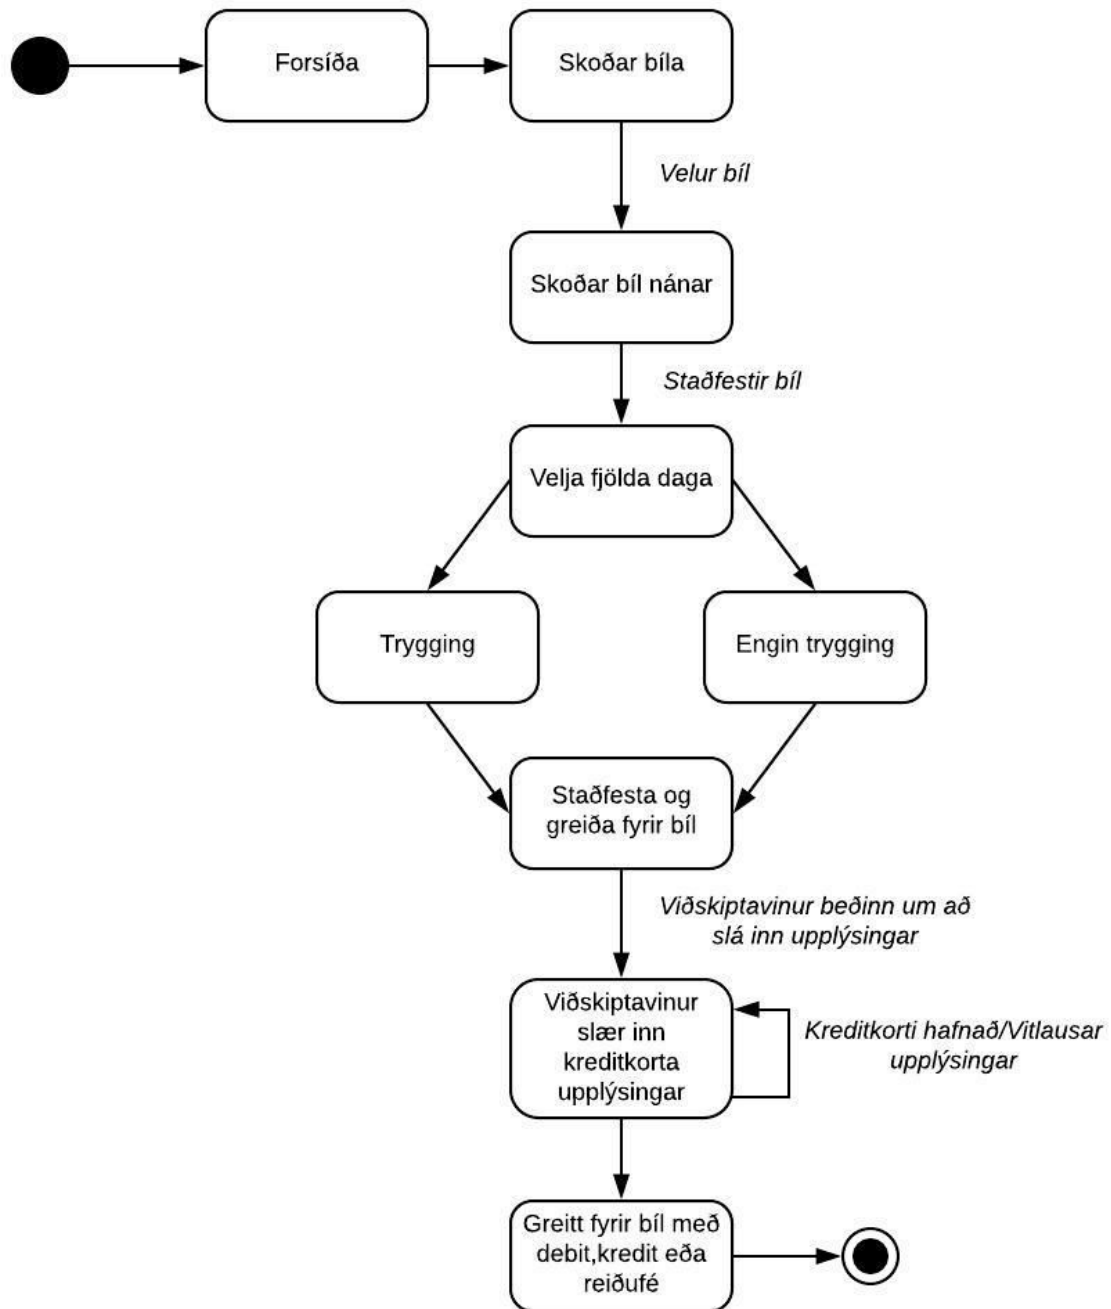 Forsíða
Skoðar bíla
Velur bíl
Skoðar bíl nánar
Staðfestir bíl
Velja fjölda daga
Trygging
Engin trygging
Staðfesta og
greiða fyrir bíl
Viðskiptavinur beðinn um að
slá inn upplýsingar
Viðskiptavinur
slær inn
kreditkorta
upplýsingar
Kreditkorti hafnað/Vitlausar
upplýsingar
Greitt fyrir bíl með
debit,kredit eða
reiðufé